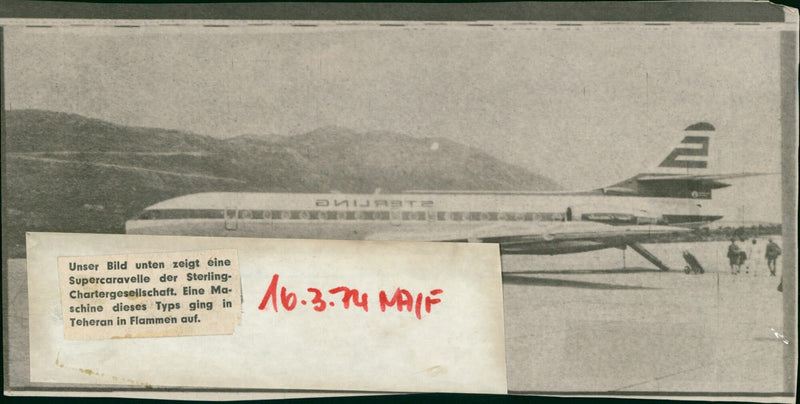 STERLING
Unser Bild unten zeigt eine
Supercaravelle der Sterling-
Chartergesellschaft. Eine Ma-
schine dieses Typs ging in
Teheran in Flammen auf.
16.3.74 MA/F